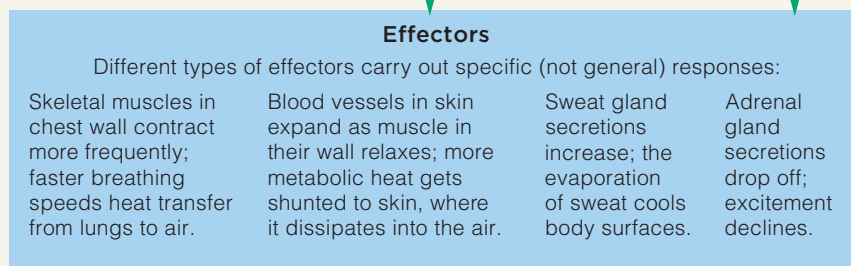 Effectors
Different types of effectors carry out specific (not general) responses:
Skeletal muscles in
chest wall contract
more frequently;
faster breathing
speeds heat transfer
from lungs to air.
Blood vessels in skin
expand as muscle in
their wall relaxes; more
metabolic heat gets
shunted to skin, where
it dissipates into the air.
Sweat gland
secretions
increase; the
evaporation
of sweat cools
body surfaces.
Adrenal
gland
secretions
drop off;
excitement
declines.